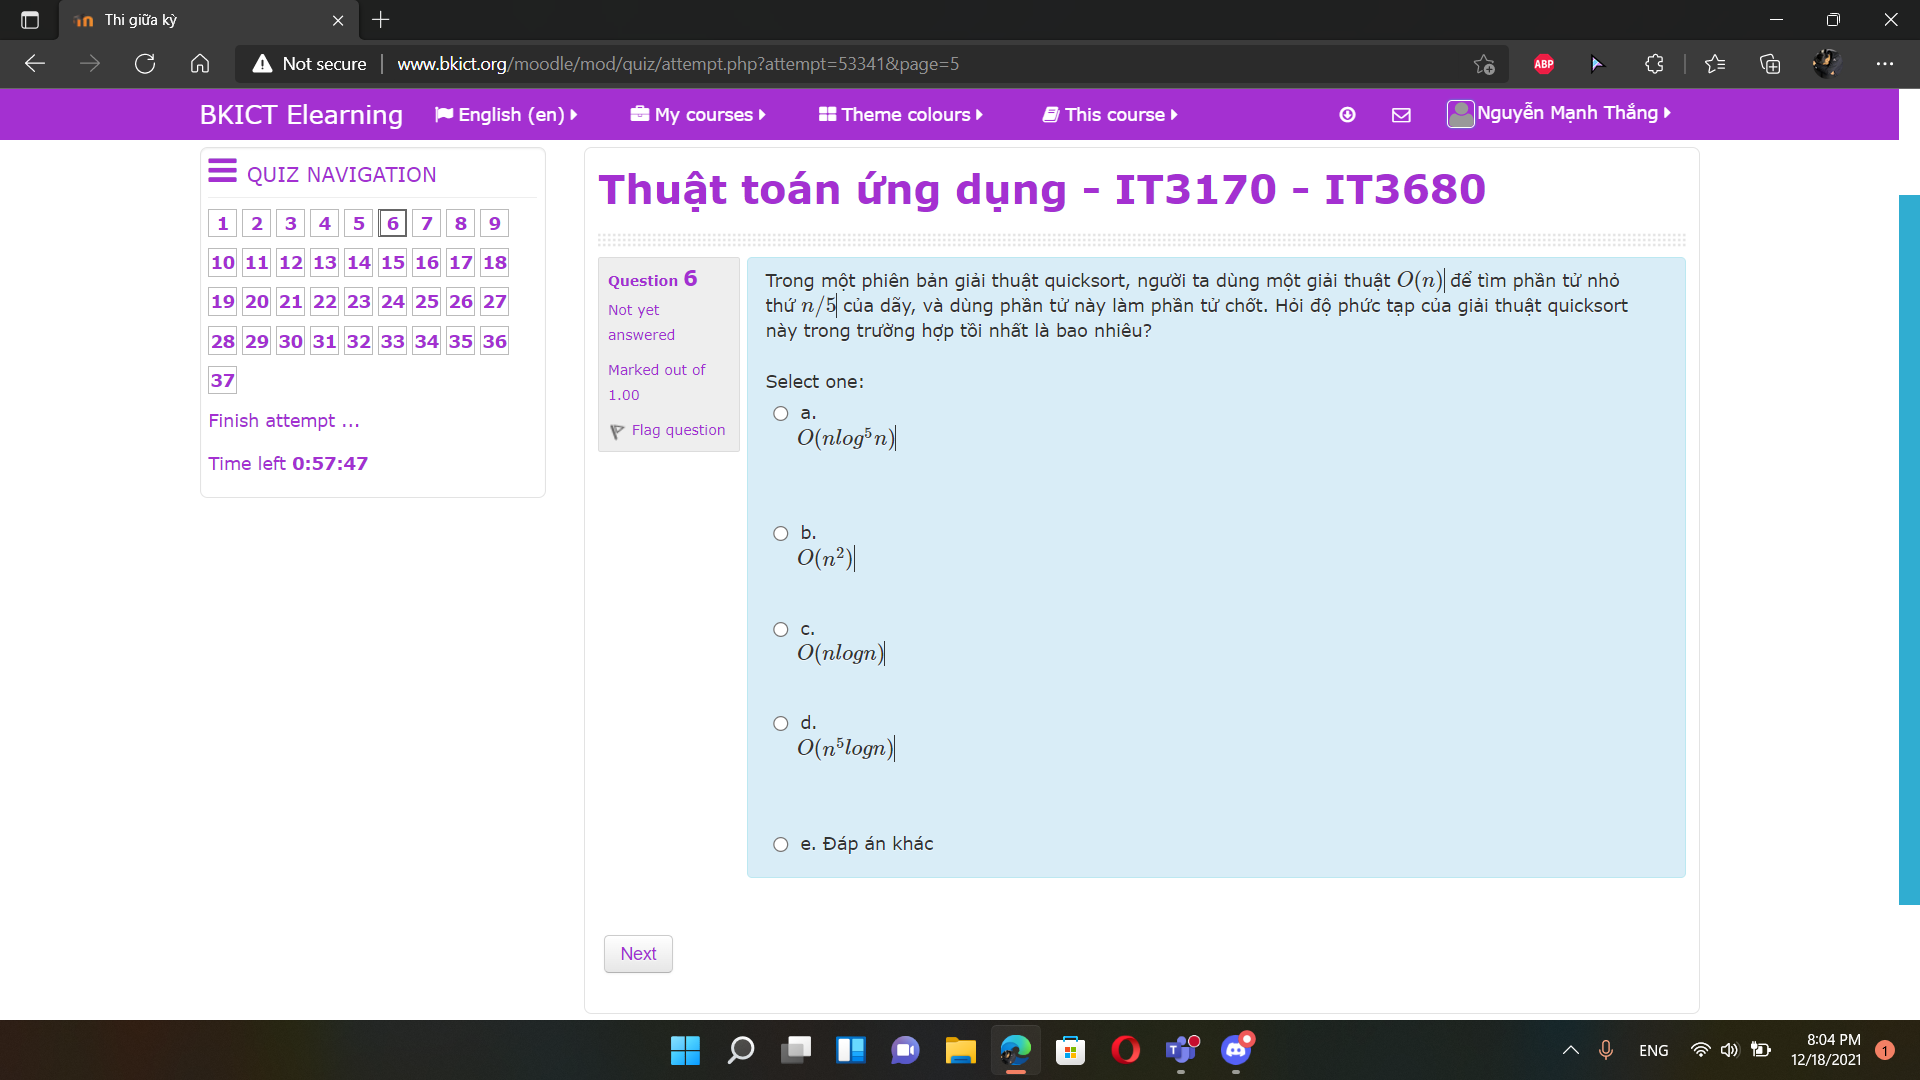 Thi giữa kỳ
Not secure
www.bkict.org/moodle/mod/quiz/attempt.php?attempt=53341&page=5
ABP
BKICT Elearning
English (en)
My courses
Theme colours
This course
Nguyễn Mạnh Thắng
QUIZ NAVIGATION
1 2 3 4 5 6 7 8 9
10 11 12 13 14 15 16 17 18
19 20 21 22 23 24 25 26 27
28 29 30 31 32 33 34 35 36
37
Finish attempt ...
Time left 0:57:47
Thuật toán ứng dụng - IT3170 - IT3680
Question 6
Not yet
answered
Marked out of
1.00
Flag question
Trong một phiên bản giải thuật quicksort, người ta dùng một giải thuật O(n) để tìm phần tử nhỏ
thứ n/5 của dãy, và dùng phần tử này làm phần tử chốt. Hỏi độ phức tạp của giải thuật quicksort
này trong trường hợp tồi nhất là bao nhiêu?
Select one:
a.
O(nlog⁵n)
b.
O(n²)
c.
O(nlogn)
d.
O(n⁵logn)
e. Đáp án khác
Next
ENG
8:04 PM
12/18/2021
1